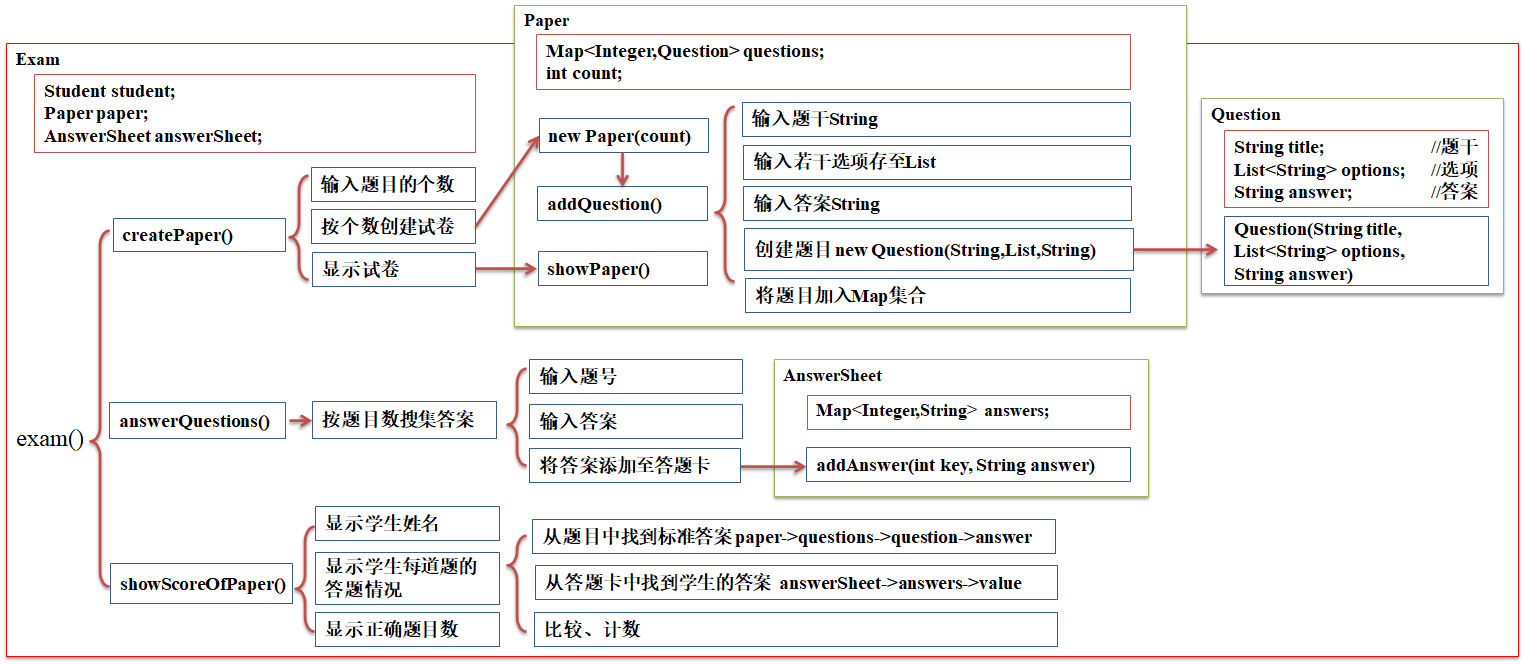 Paper
Map<Integer,Question> questions;
int count;
Exam
Student student;
Paper paper;
AnswerSheet answerSheet;
Question
String title; //题干
List<String> options; //选项
String answer; //答案
Question(String title,
List<String> options,
String answer)
exam()
createPaper()
输入题目的个数
按个数创建试卷
显示试卷
new Paper(count)
addQuestion()
showPaper()
输入题干String
输入若干选项存至List
输入答案String
创建题目 new Question(String,List,String)
将题目加入Map集合
answerQuestions()
按题目数搜集答案
输入题号
输入答案
将答案添加至答题卡
AnswerSheet
Map<Integer,String> answers;
addAnswer(int key, String answer)
showScoreOfPaper()
显示学生姓名
显示学生每道题的
答题情况
显示正确题目数
从题目中找到标准答案 paper->questions->question->answer
从答题卡中找到学生的答案 answerSheet->answers->value
比较、计数